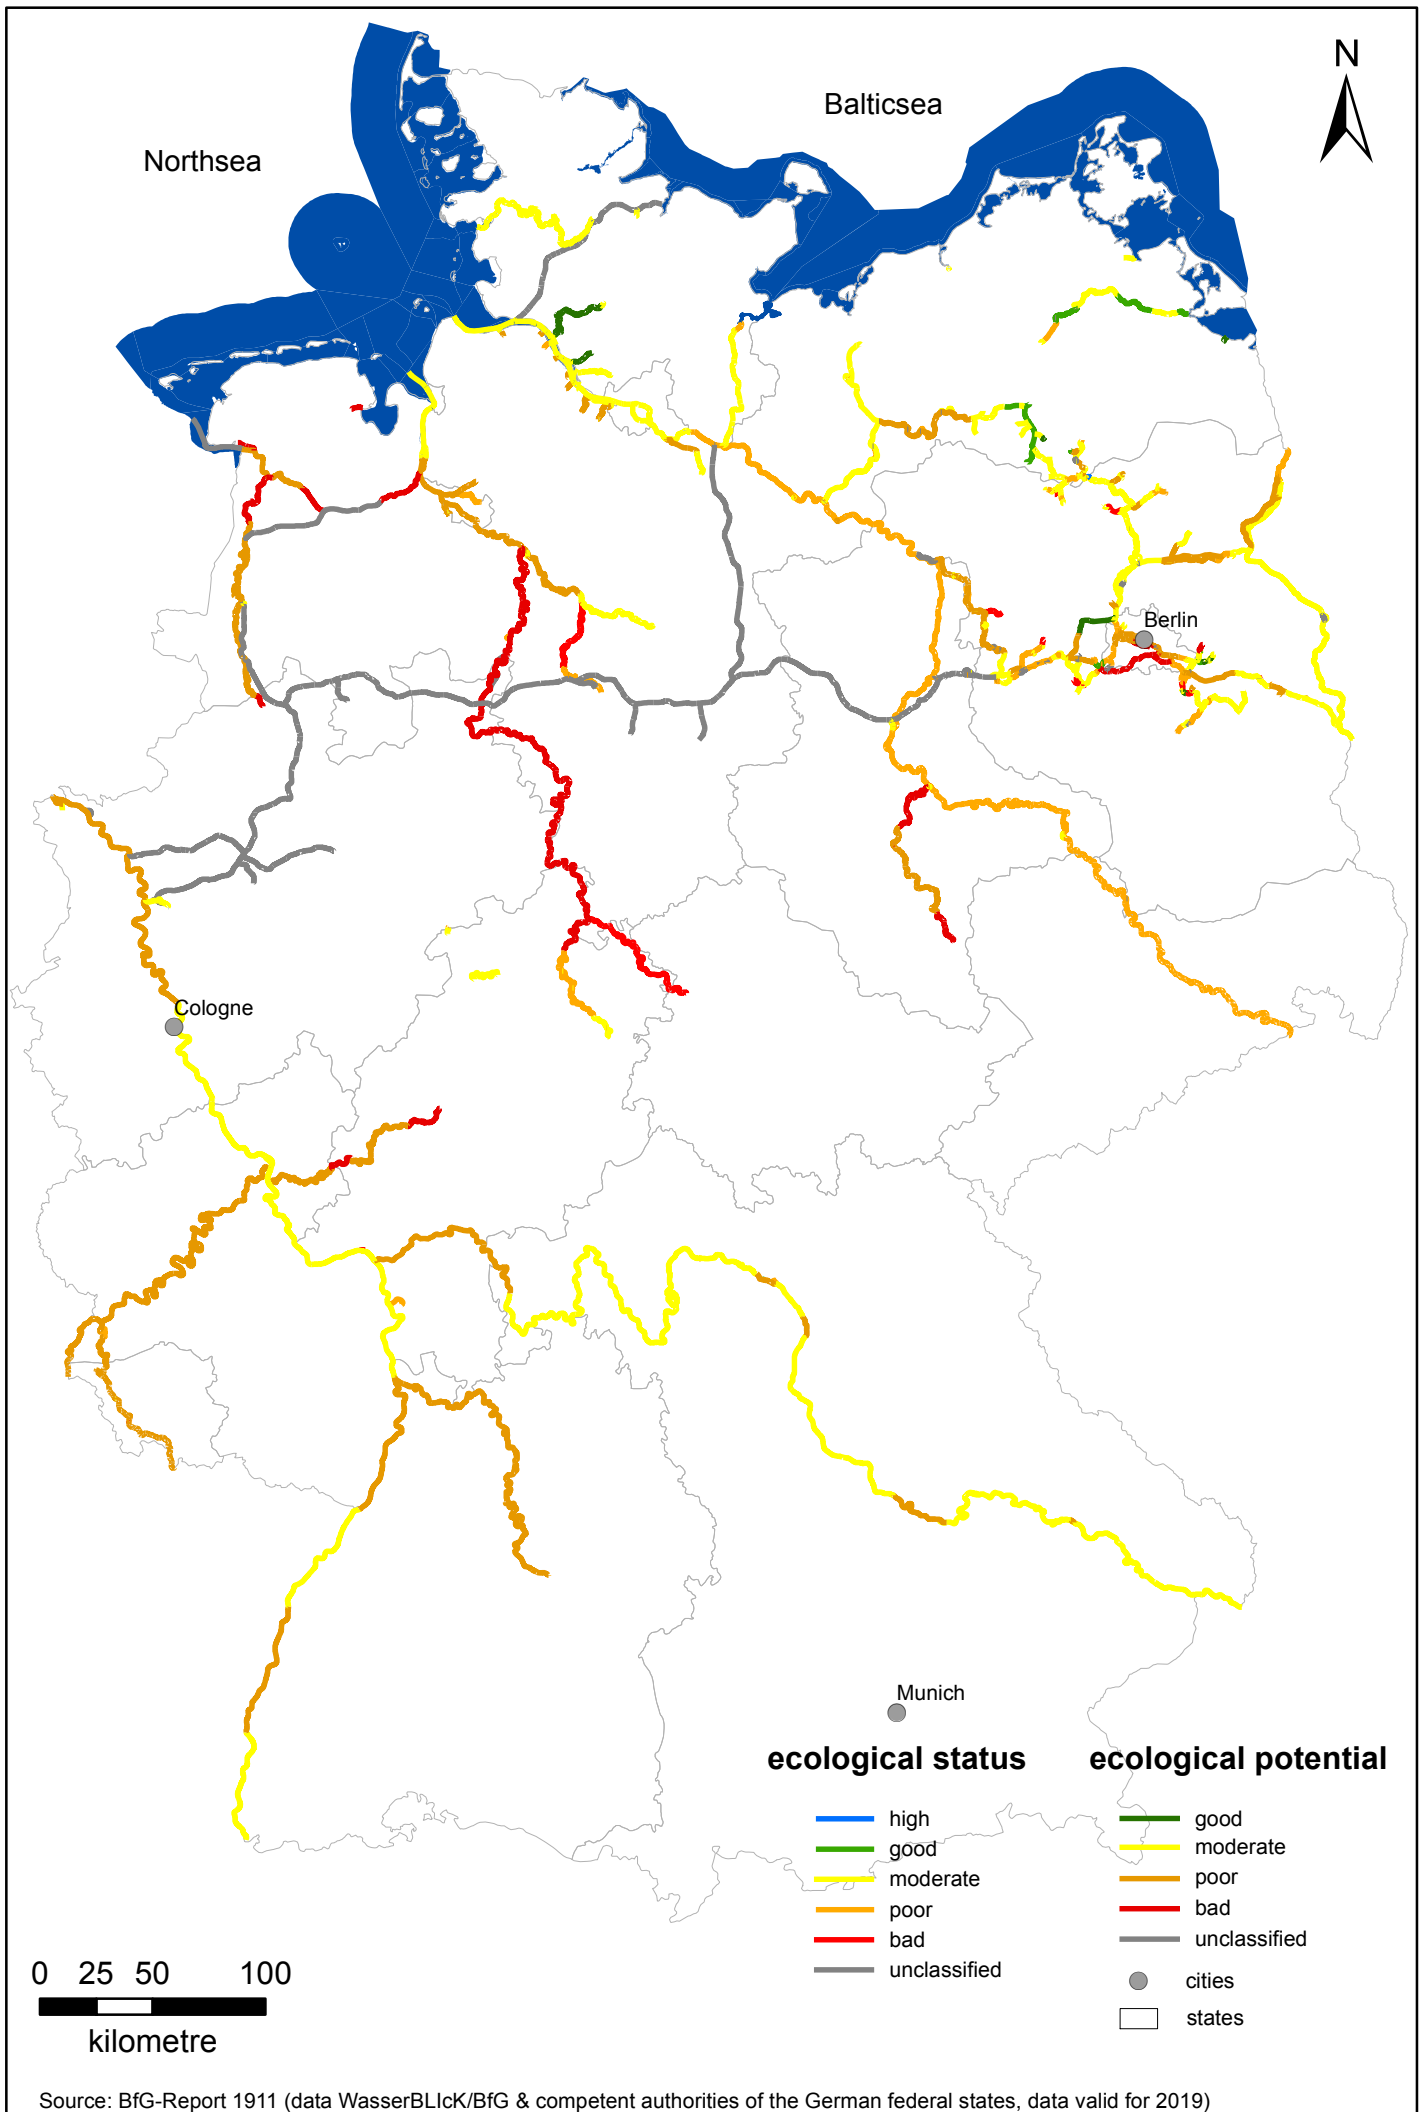 N
Balticsea
Northsea
Berlin
Cologne
Munich
ecological status
high
good
moderate
poor
bad
unclassified
ecological potential
good
moderate
poor
bad
unclassified
cities
states
0 25 50 100
kilometre
Source: BfG-Report 1911 (data WasserBLIcK/BfG & competent authorities of the German federal states, data valid for 2019)